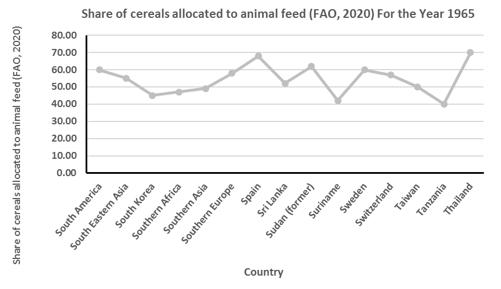 Share of cereals allocated to animal feed (FAO, 2020) For the Year 1965
Share of cereals allocated to animal feed (FAO, 2020)
80.00
70.00
60.00
50.00
40.00
30.00
20.00
10.00
0.00
South America
South Eastern Asia
South Korea
Southern Africa
Southern Asia
Southern Europe
Spain
Sri Lanka
Sudan (former)
Suriname
Sweden
Switzerland
Taiwan
Tanzania
Thailand
Country